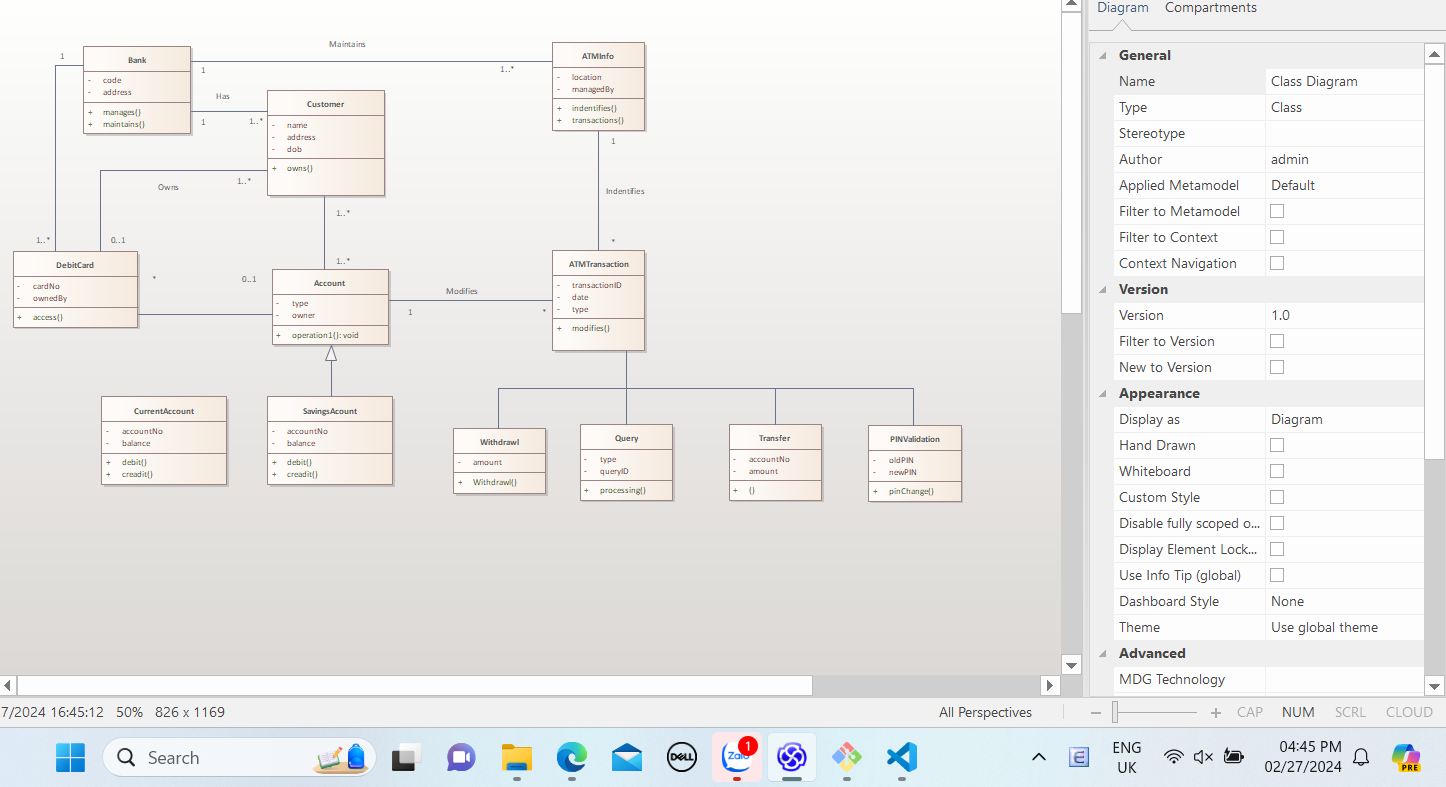 Diagram Compartments
Maintains
1
Bank
- code
- address
+ manages()
+ maintains()
1
1..*
ATMInfo
- location
- managedBy
+ indentifies()
+ transactions()
Has
1
1..*
Customer
- name
- address
- dob
+ owns()
1
Indentifies
*
Owns
1..*
1..*
0..1
1..*
1..*
DebitCard
- cardNo
- ownedBy
+ access()
*
0..1
Account
- type
- owner
+ operation1(): void
Modifies
1
*
ATMTransaction
- transactionID
- date
- type
+ modifies()
CurrentAccount
- accountNo
- balance
+ debit()
+ creadit()
SavingsAcount
- accountNo
- balance
+ debit()
+ creadit()
Withdrawl
- amount
+ Withdrawl()
Query
- type
- queryID
+ processing()
Transfer
- accountNo
- amount
+ ()
PINValidation
- oldPIN
- newPIN
+ pinChange()
General
Name Class Diagram
Type Class
Stereotype
Author admin
Applied Metamodel Default
Filter to Metamodel
Filter to Context
Context Navigation
Version
Version 1.0
Filter to Version
New to Version
Appearance
Display as Diagram
Hand Drawn
Whiteboard
Custom Style
Disable fully scoped o...
Display Element Lock...
Use Info Tip (global)
Dashboard Style None
Theme Use global theme
Advanced
MDG Technology
7/2024 16:45:12 50% 826 x 1169 All Perspectives − + CAP NUM SCRL CLOUD
Search
DELL
Zalo
1
ENG
UK
04:45 PM
02/27/2024
PRE